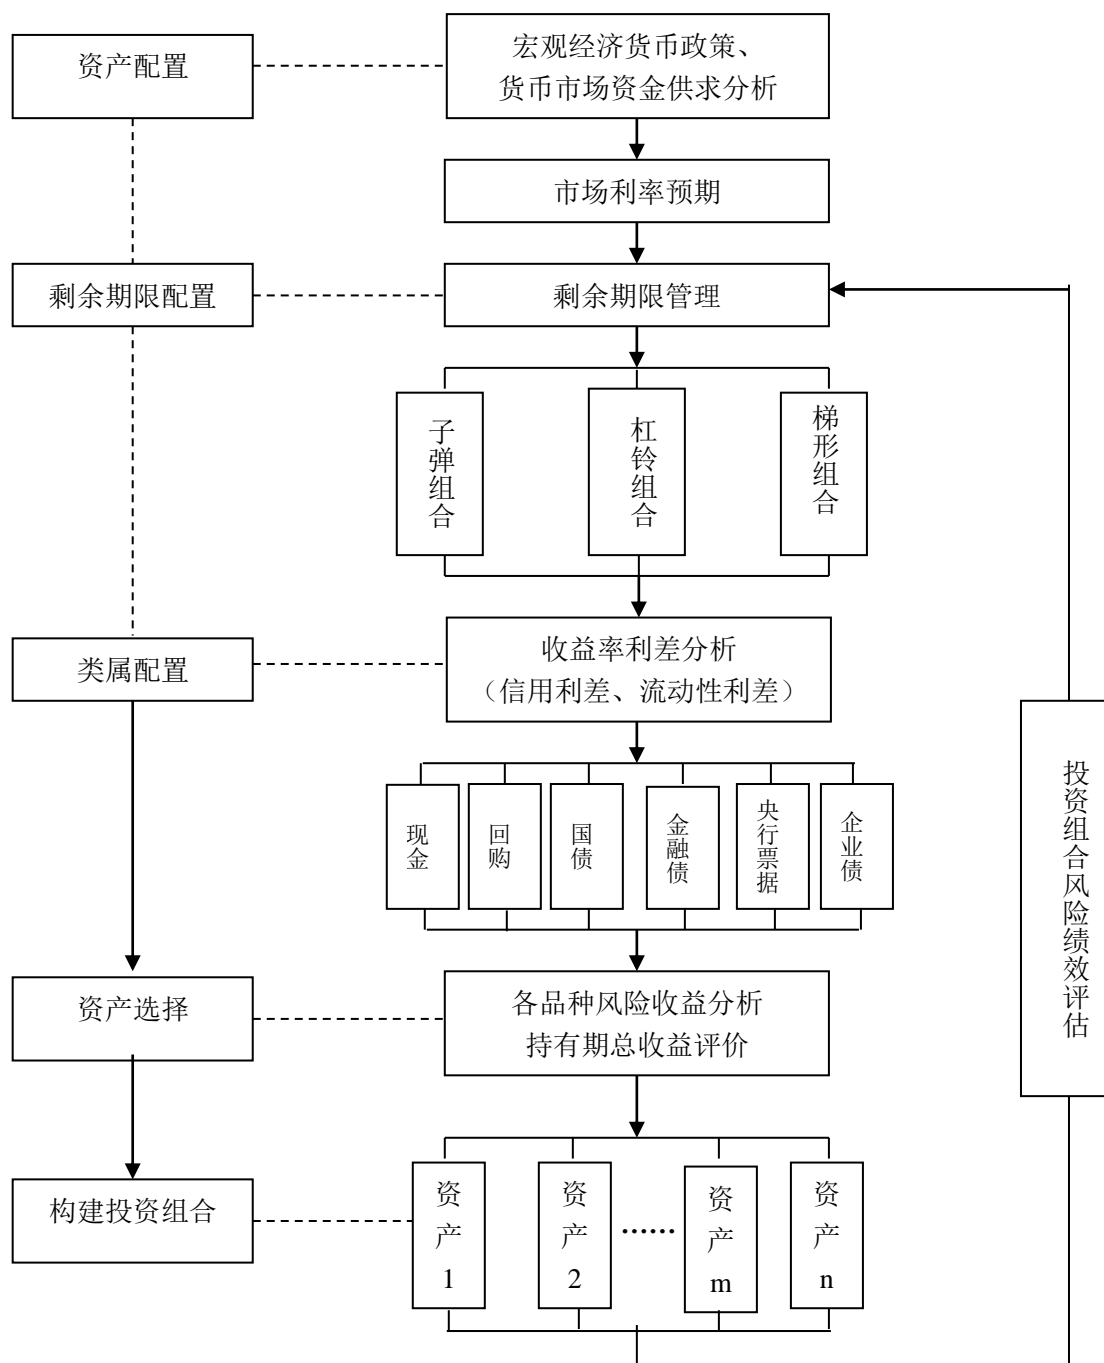 资产配置
宏观经济货币政策、
货币市场资金供求分析
市场利率预期
剩余期限配置
剩余期限管理
子弹组合
杠铃组合
梯形组合
类属配置
收益率利差分析
（信用利差、流动性利差）
现金
回购
国债
金融债
央行票据
企业债
投资组合风险绩效评估
资产选择
各品种风险收益分析
持有期总收益评价
构建投资组合
资产1
资产2
……
资产m
资产n